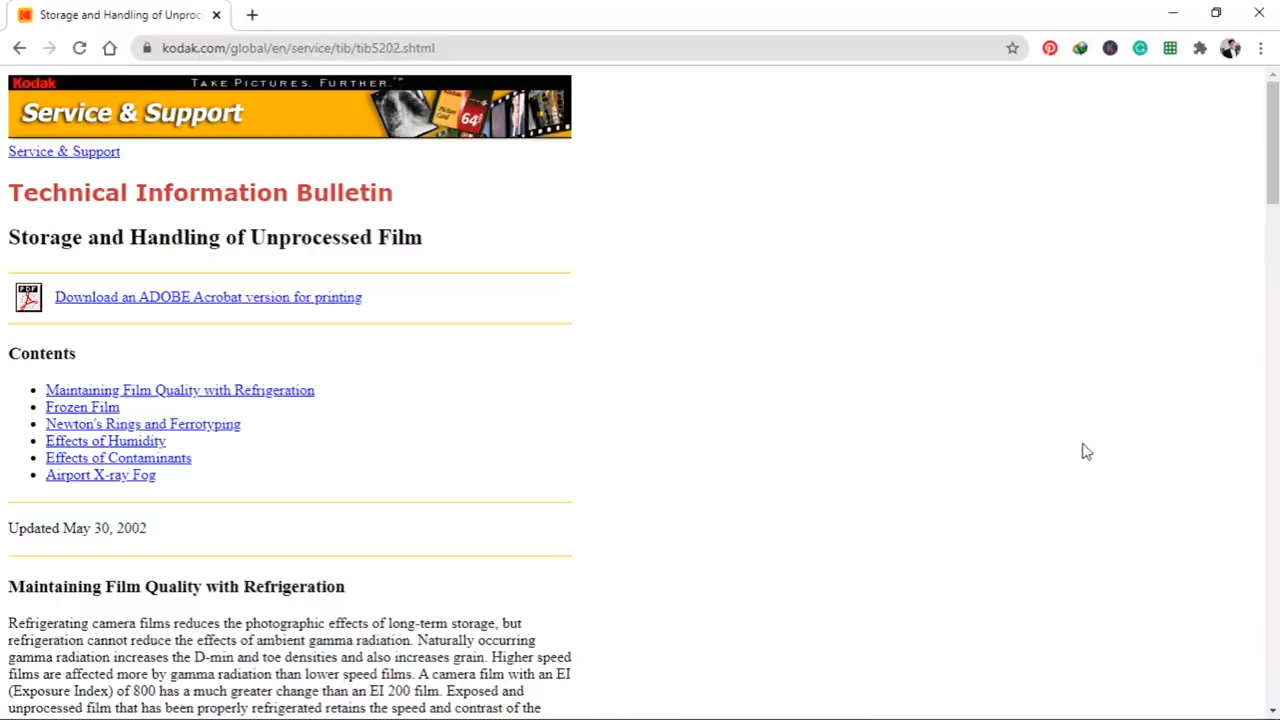 Storage and Handling of Unproc
kodak.com/global/en/service/tib/tib5202.shtml
Kodak TAKE PICTURES. FURTHER.™
Service & Support
64
Service & Support
Technical Information Bulletin
Storage and Handling of Unprocessed Film
PDF
Download an ADOBE Acrobat version for printing
Contents
Maintaining Film Quality with Refrigeration
Frozen Film
Newton's Rings and Ferrotyping
Effects of Humidity
Effects of Contaminants
Airport X-ray Fog
Updated May 30, 2002
Maintaining Film Quality with Refrigeration
Refrigerating camera films reduces the photographic effects of long-term storage, but
refrigeration cannot reduce the effects of ambient gamma radiation. Naturally occurring
gamma radiation increases the D-min and toe densities and also increases grain. Higher speed
films are affected more by gamma radiation than lower speed films. A camera film with an EI
(Exposure Index) of 800 has a much greater change than an EI 200 film. Exposed and
unprocessed film that has been properly refrigerated retains the speed and contrast of the